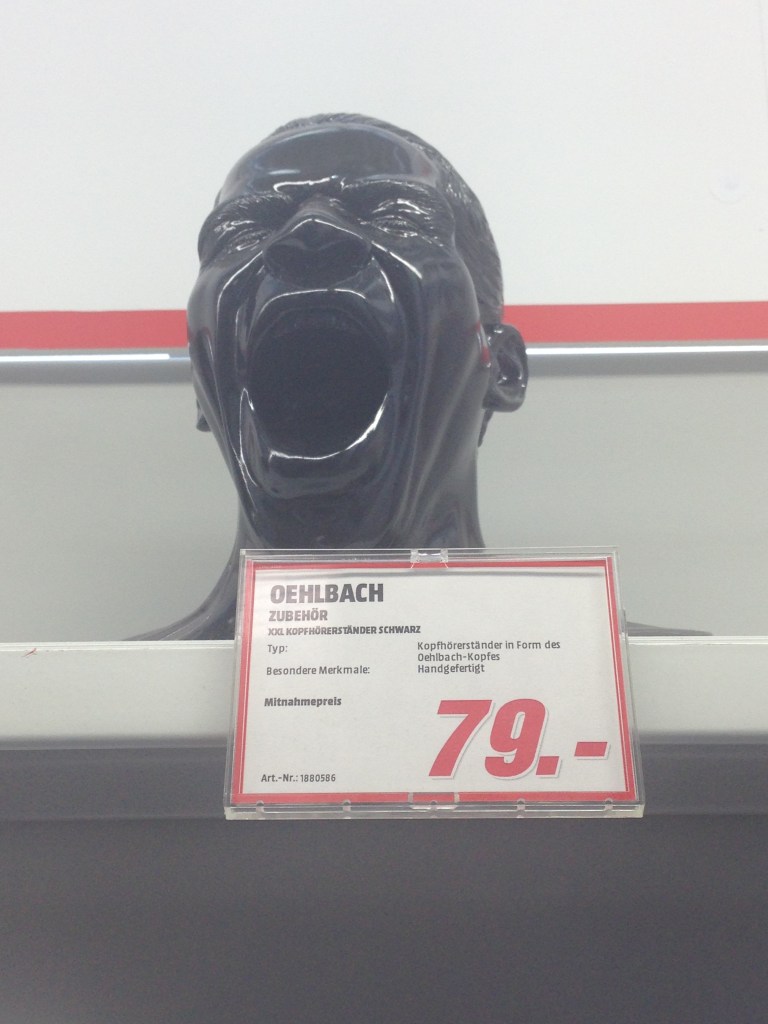 OEHLBACH
ZUBEHÖR
XXL KOPFHÖRERSTÄNDER SCHWARZ
Typ: Kopfhörerständer in Form des
Oehlbach-Kopfes
Besondere Merkmale: Handgefertigt
Mitnahmepreis
79.-
Art.-Nr.: 1880586